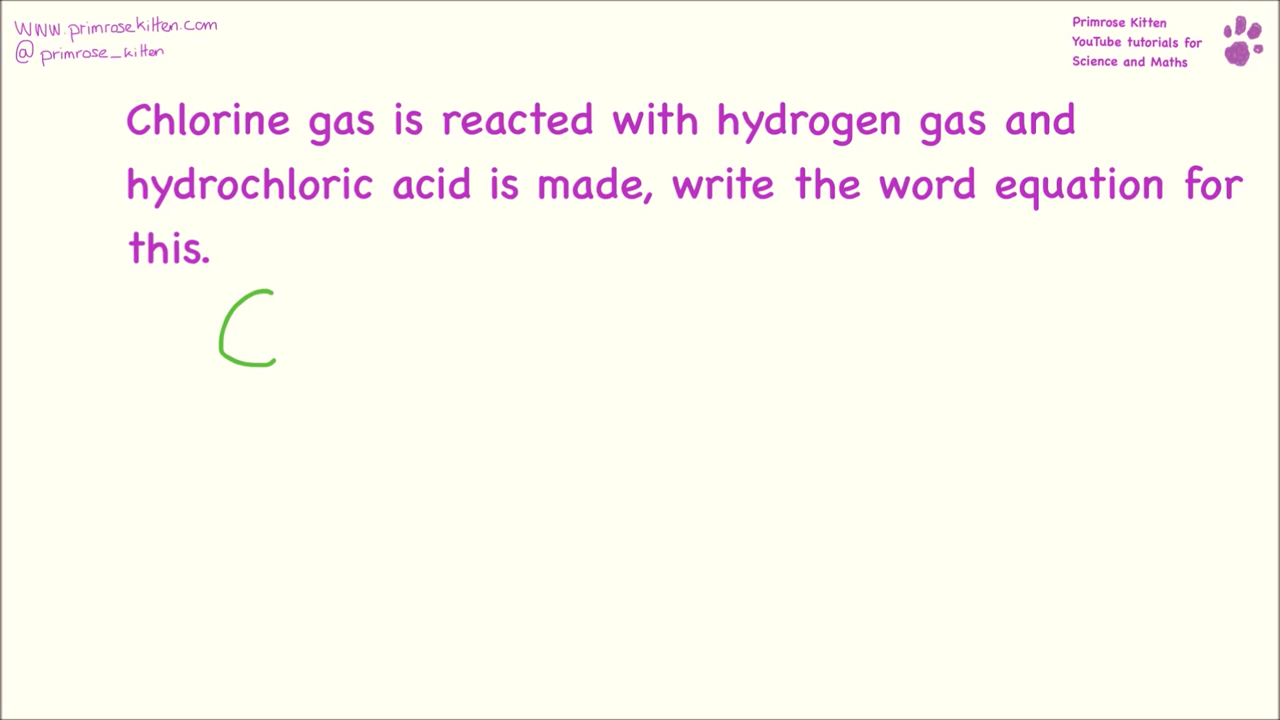 www.primrosekitten.com
@primrose_kitten
Primrose Kitten
YouTube tutorials for
Science and Maths
Chlorine gas is reacted with hydrogen gas and
hydrochloric acid is made, write the word equation for
this.
C